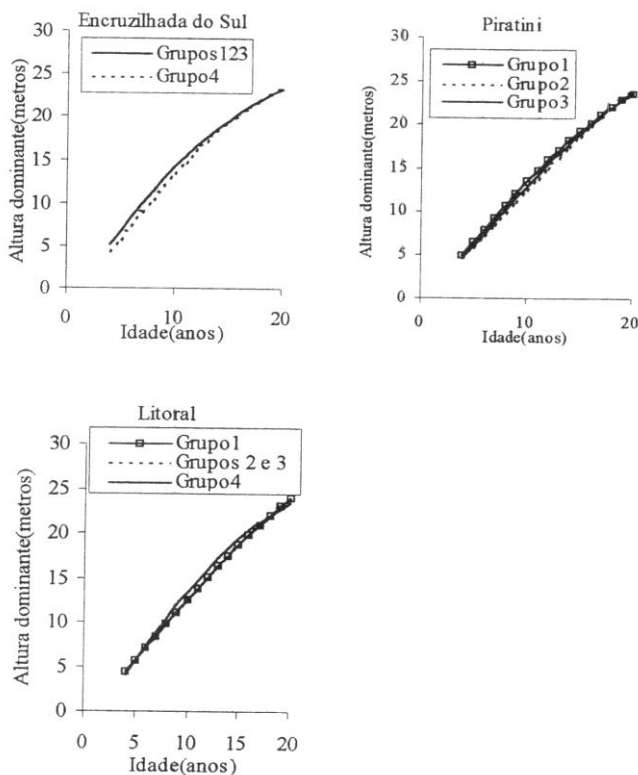 Encruzilhada do Sul
Altura dominante(metros)
30
25
20
15
10
5
0
Grupos123
Grupo4
0
10
20
Idade(anos)
Piratini
Altura dominante(metros)
30
25
20
15
10
5
0
Grupo1
Grupo2
Grupo3
0
10
20
Idade(anos)
Litoral
Altura dominante(metros)
30
25
20
15
10
5
0
Grupo1
Grupos 2 e 3
Grupo4
0
5
10
15
20
Idade(anos)